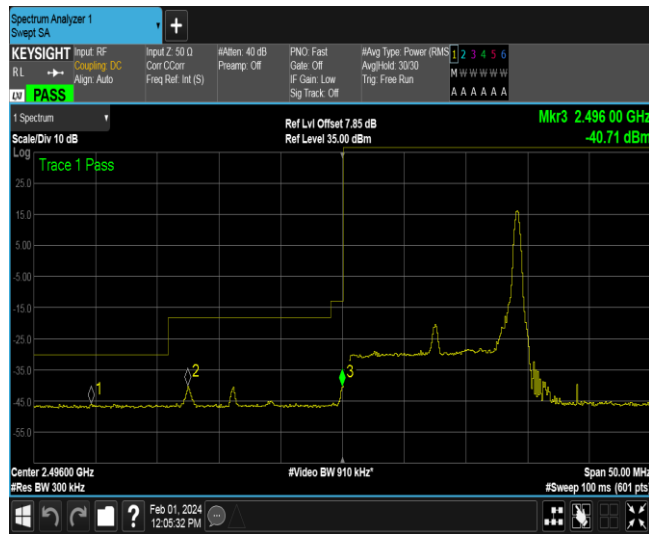 Spectrum Analyzer 1
Swept SA
+
KEYSIGHT
RL
LXI PASS
Input: RF
Coupling: DC
Align: Auto
Input Z: 50 Ω
Corr CCorr
Freq Ref: Int (S)
#Atten: 40 dB
Preamp: Off
PNO: Fast
Gate: Off
IF Gain: Low
Sig Track: Off
#Avg Type: Power (RMS
Avg|Hold: 30/30
Trig: Free Run
1 2 3 4 5 6
M W W W W W
A A A A A A
1 Spectrum
Scale/Div 10 dB
Ref Lvl Offset 7.85 dB
Ref Level 35.00 dBm
Mkr3 2.496 00 GHz
-40.71 dBm
Log
Trace 1 Pass
25.0
15.0
5.00
-5.00
-15.0
-25.0
-35.0
-45.0
-55.0
1
2
3
Center 2.49600 GHz
#Res BW 300 kHz
#Video BW 910 kHz*
Span 50.00 MHz
#Sweep 100 ms (601 pts)
?
Feb 01, 2024
12:05:32 PM